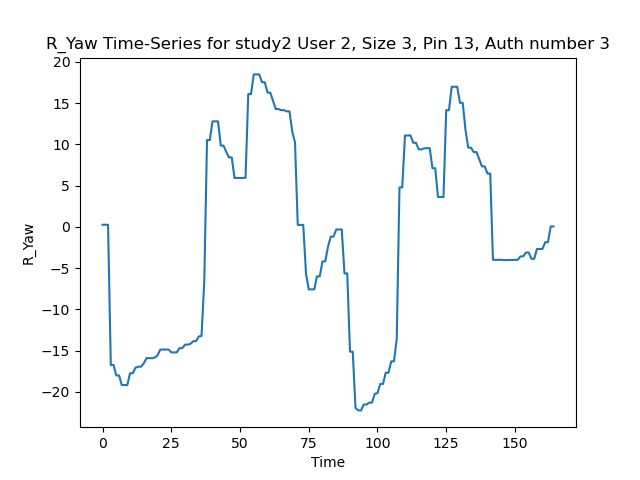 R_Yaw Time-Series for study2 User 2, Size 3, Pin 13, Auth number 3
20
15
10
5
0
−5
−10
−15
−20
R_Yaw
0 25 50 75 100 125 150
Time